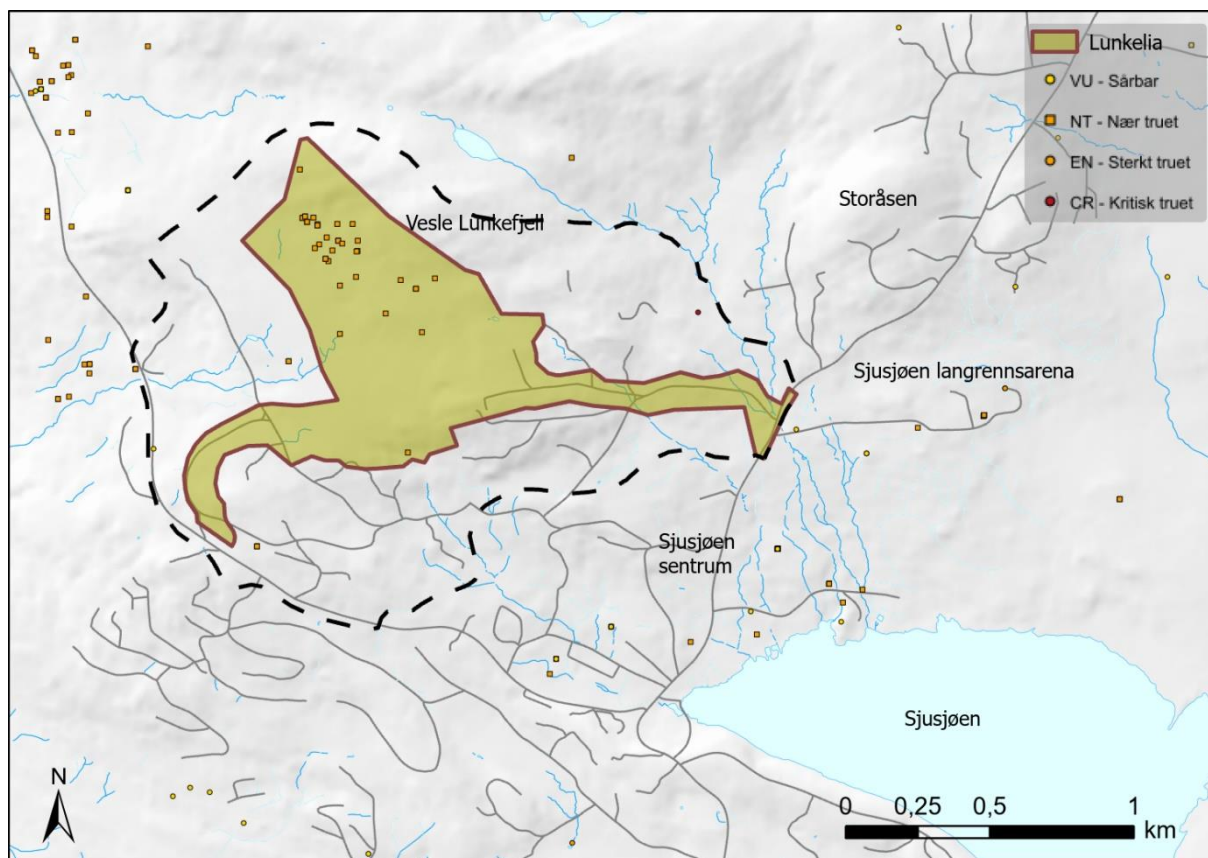 Lunkelia
VU - Sårbar
NT - Nær truet
EN - Sterkt truet
CR - Kritisk truet
Storåsen
Vesle Lunkefjell
Sjusjøen langrennsarena
Sjusjøen
sentrum
Sjusjøen
N
0 0,25 0,5 1
km